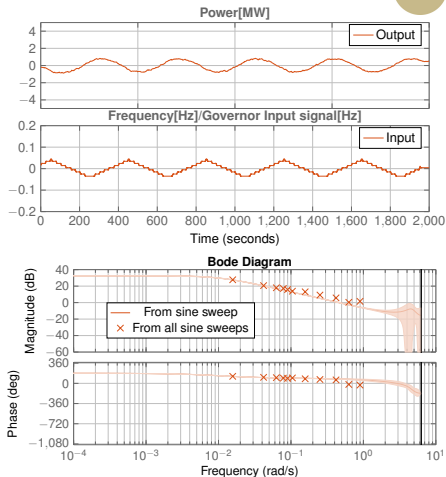 Power[MW]
4
2
0
−2
−4
Output
Frequency[Hz]/Governor Input signal[Hz]
0.2
0.1
0
−0.1
−0.2
Input
0 200 400 600 800 1,000 1,200 1,400 1,600 1,800 2,000
Time (seconds)
Bode Diagram
Magnitude (dB)
40
20
0
−20
−40
−60
From sine sweep
From all sine sweeps
Phase (deg)
360
0
−360
−720
−1,080
10−4 10−3 10−2 10−1 100 101
Frequency (rad/s)